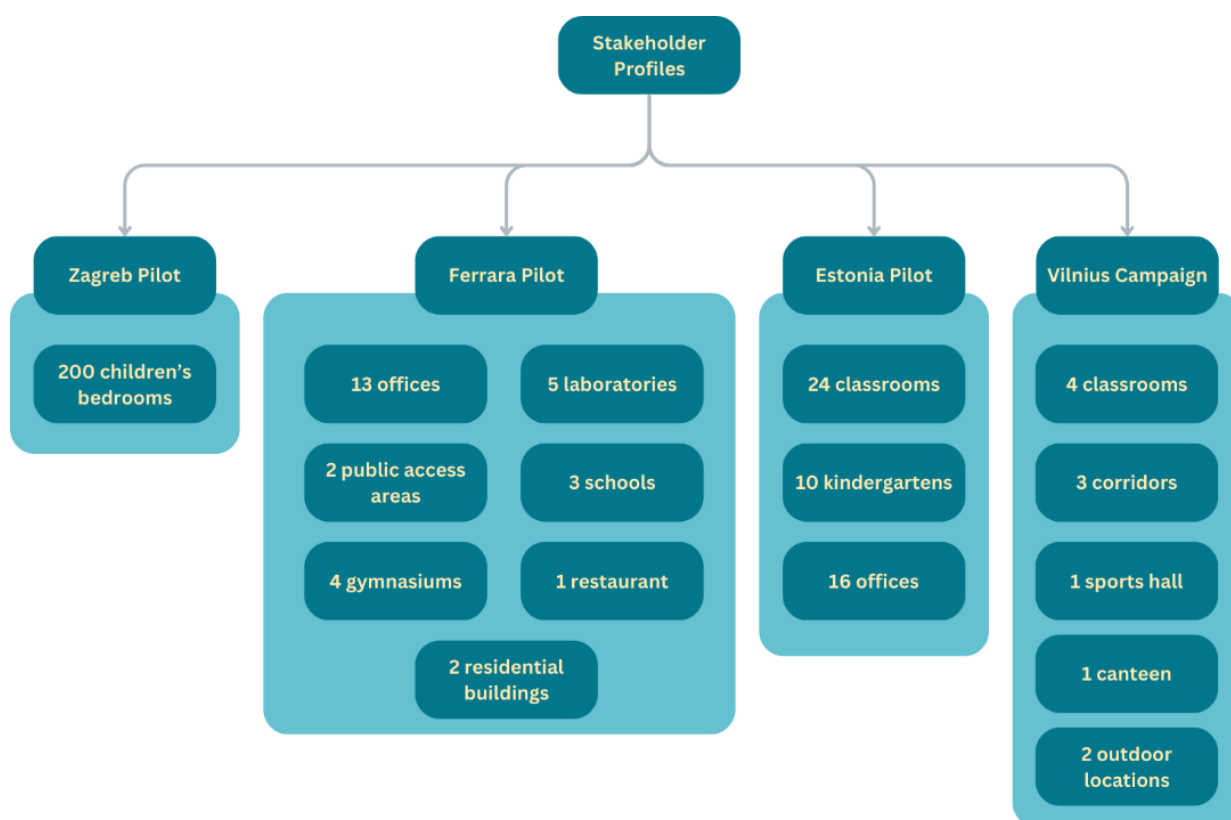 Stakeholder
Profiles
Zagreb Pilot
200 children’s
bedrooms
Ferrara Pilot
13 offices
5 laboratories
2 public access
areas
3 schools
4 gymnasiums
1 restaurant
2 residential
buildings
Estonia Pilot
24 classrooms
10 kindergartens
16 offices
Vilnius Campaign
4 classrooms
3 corridors
1 sports hall
1 canteen
2 outdoor
locations